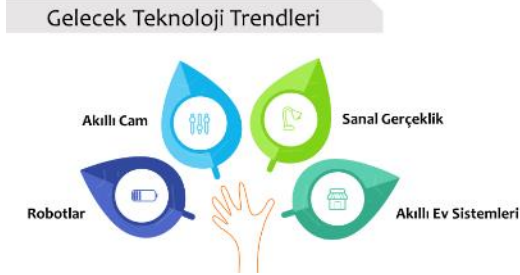 Gelecek Teknoloji Trendleri
Akıllı Cam
Sanal Gerçeklik
Robotlar
Akıllı Ev Sistemleri